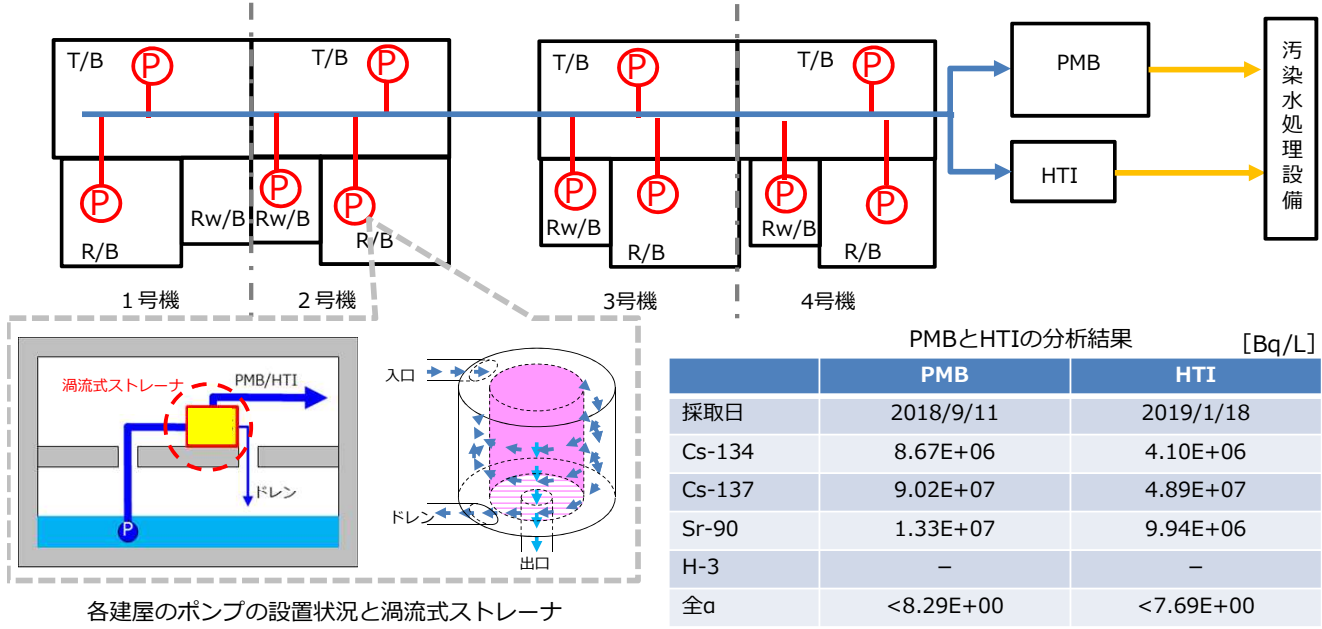 T/B
P
T/B
P
T/B
P
T/B
P
PMB
HTI
汚染水処理設備
P
R/B
Rw/B
P
Rw/B
P
R/B
P
Rw/B
P
R/B
P
Rw/B
P
R/B
１号機
２号機
3号機
4号機
渦流式ストレーナ
PMB/HTI
ドレン
P
入口
ドレン
出口
各建屋のポンプの設置状況と渦流式ストレーナ
PMBとHTIの分析結果 [Bq/L]
PMB HTI
採取日 2018/9/11 2019/1/18
Cs-134 8.67E+06 4.10E+06
Cs-137 9.02E+07 4.89E+07
Sr-90 1.33E+07 9.94E+06
H-3 － －
全α <8.29E+00 <7.69E+00